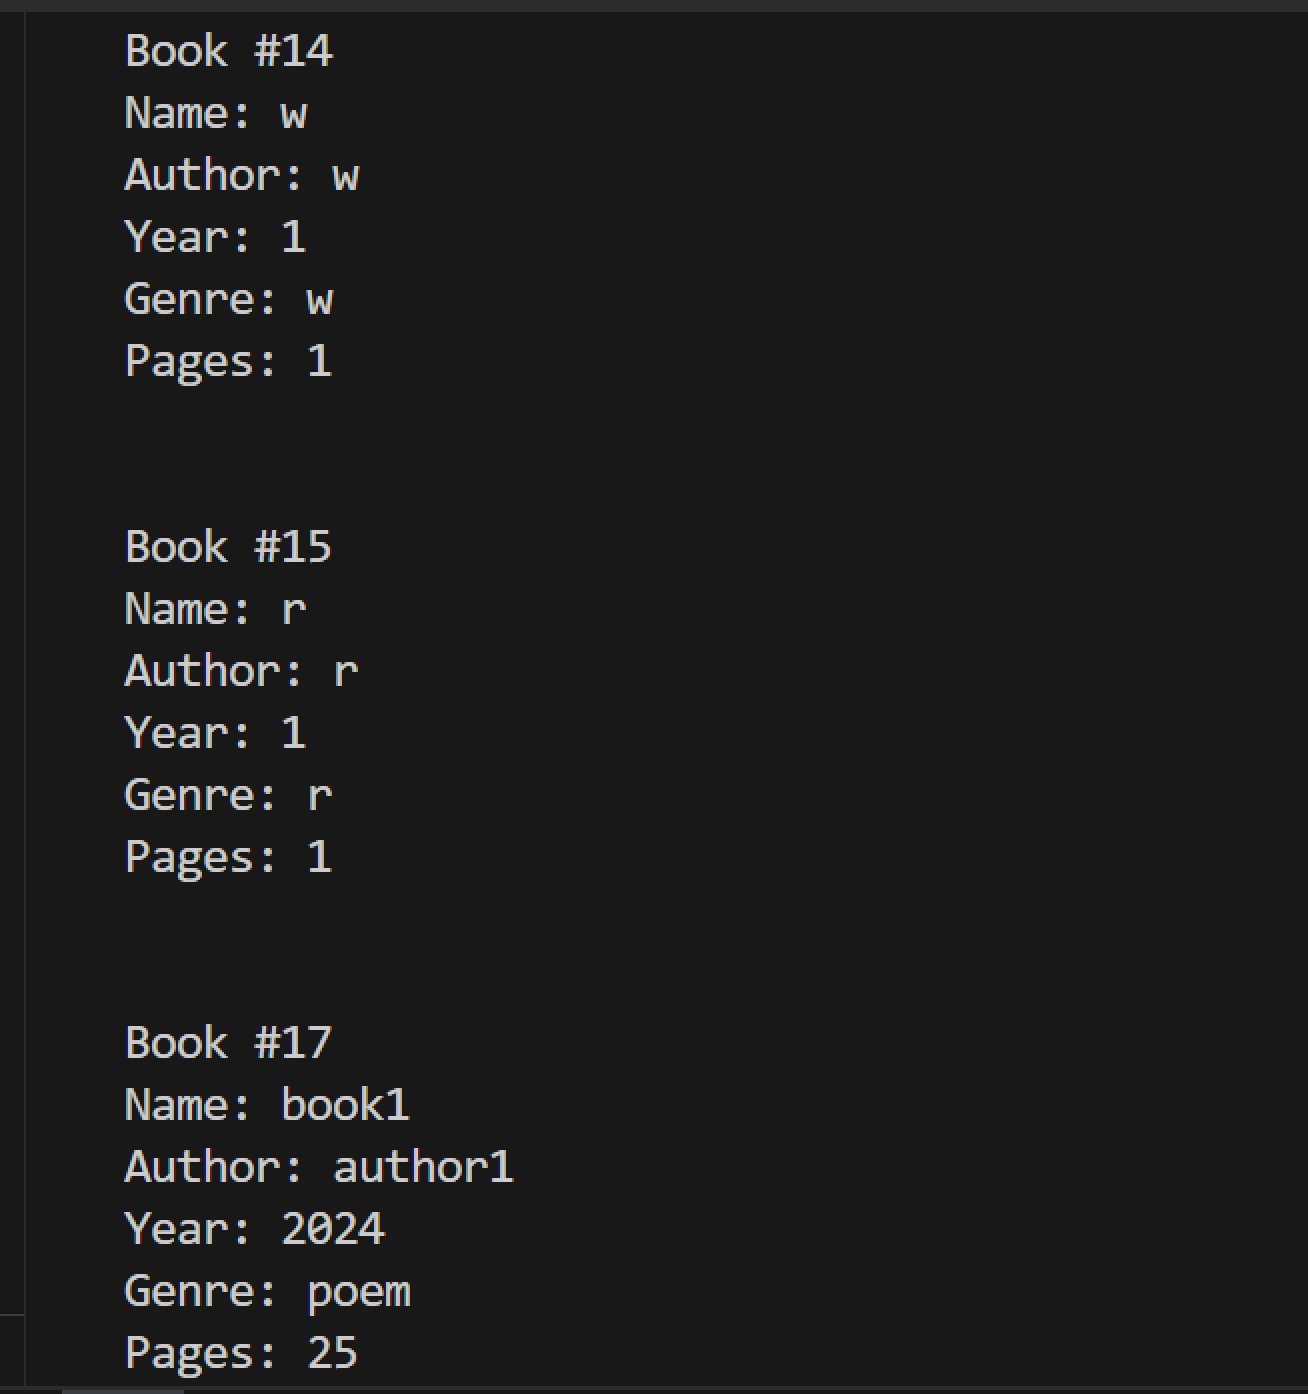 Book #14
Name: w
Author: w
Year: 1
Genre: w
Pages: 1
Book #15
Name: r
Author: r
Year: 1
Genre: r
Pages: 1
Book #17
Name: book1
Author: author1
Year: 2024
Genre: poem
Pages: 25